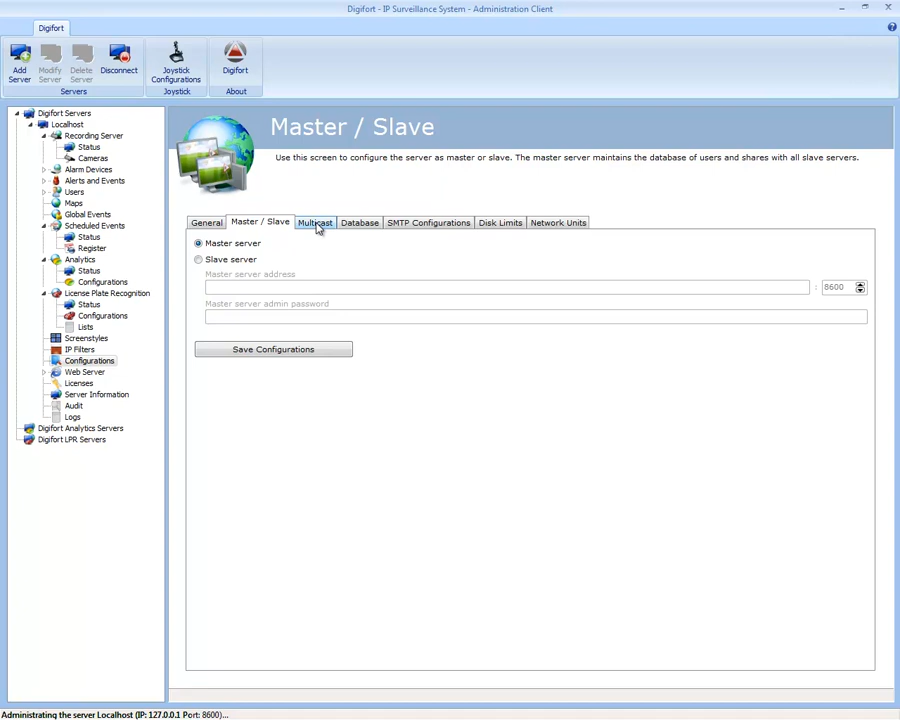 Digifort - IP Surveillance System - Administration Client
Digifort
Add Server
Modify Server
Delete Server
Disconnect
Servers
Joystick Configurations
Joystick
Digifort
About
Digifort Servers
Localhost
Recording Server
Status
Cameras
Alarm Devices
Alerts and Events
Users
Maps
Global Events
Scheduled Events
Status
Register
Analytics
Status
Configurations
License Plate Recognition
Status
Configurations
Lists
Screenstyles
IP Filters
Configurations
Web Server
Licenses
Server Information
Audit
Logs
Digifort Analytics Servers
Digifort LPR Servers
Master / Slave
Use this screen to configure the server as master or slave. The master server maintains the database of users and shares with all slave servers.
General Master / Slave Multicast Database SMTP Configurations Disk Limits Network Units
Master server
Slave server
Master server address
: 8600
Master server admin password
Save Configurations
Administrating the server Localhost (IP: 127.0.0.1 Port: 8600)...